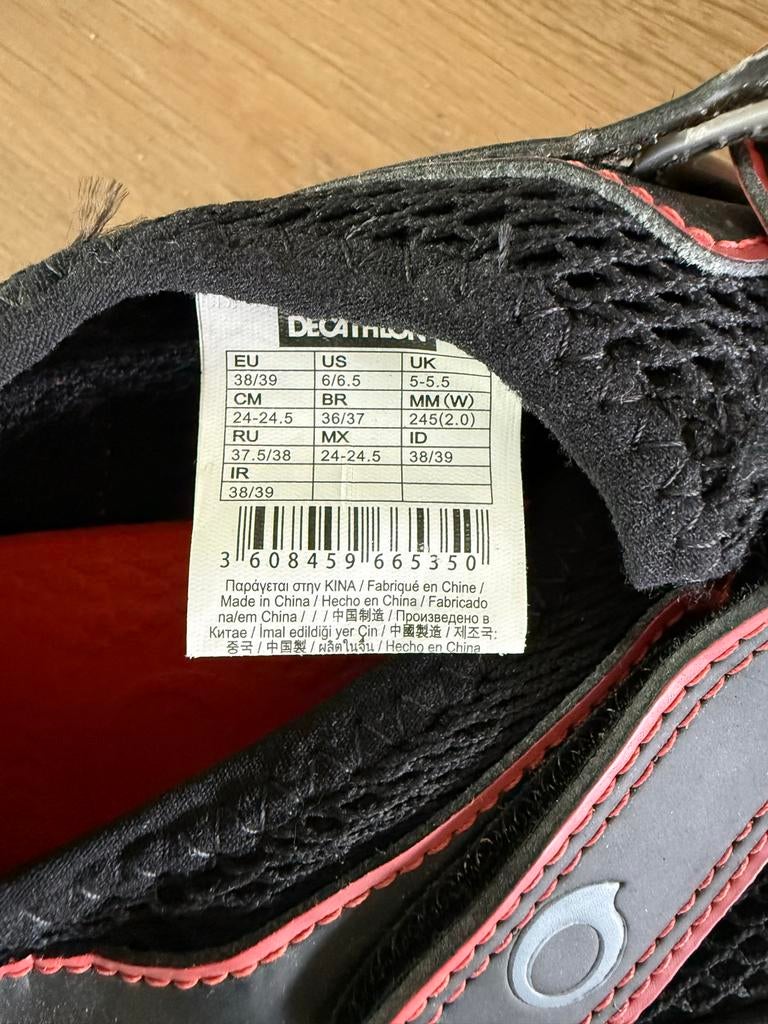 DECATHLON
EU US UK
38/39 6/6.5 5-5.5
CM BR MM(W)
24-24.5 36/37 245(2.0)
RU MX ID
37.5/38 24-24.5 38/39
IR
38/39
3 608459 665350
Παράγεται στην KINA / Fabriqué en Chine /
Made in China / Hecho en China / Fabricado
na/em China / / / 中国制造 / Произведено в
Китае / İmal edildiği yer Çin / 中國製造 / 제조국:
중국 / 中国製 / ผลิตในจีน / Hecho en China